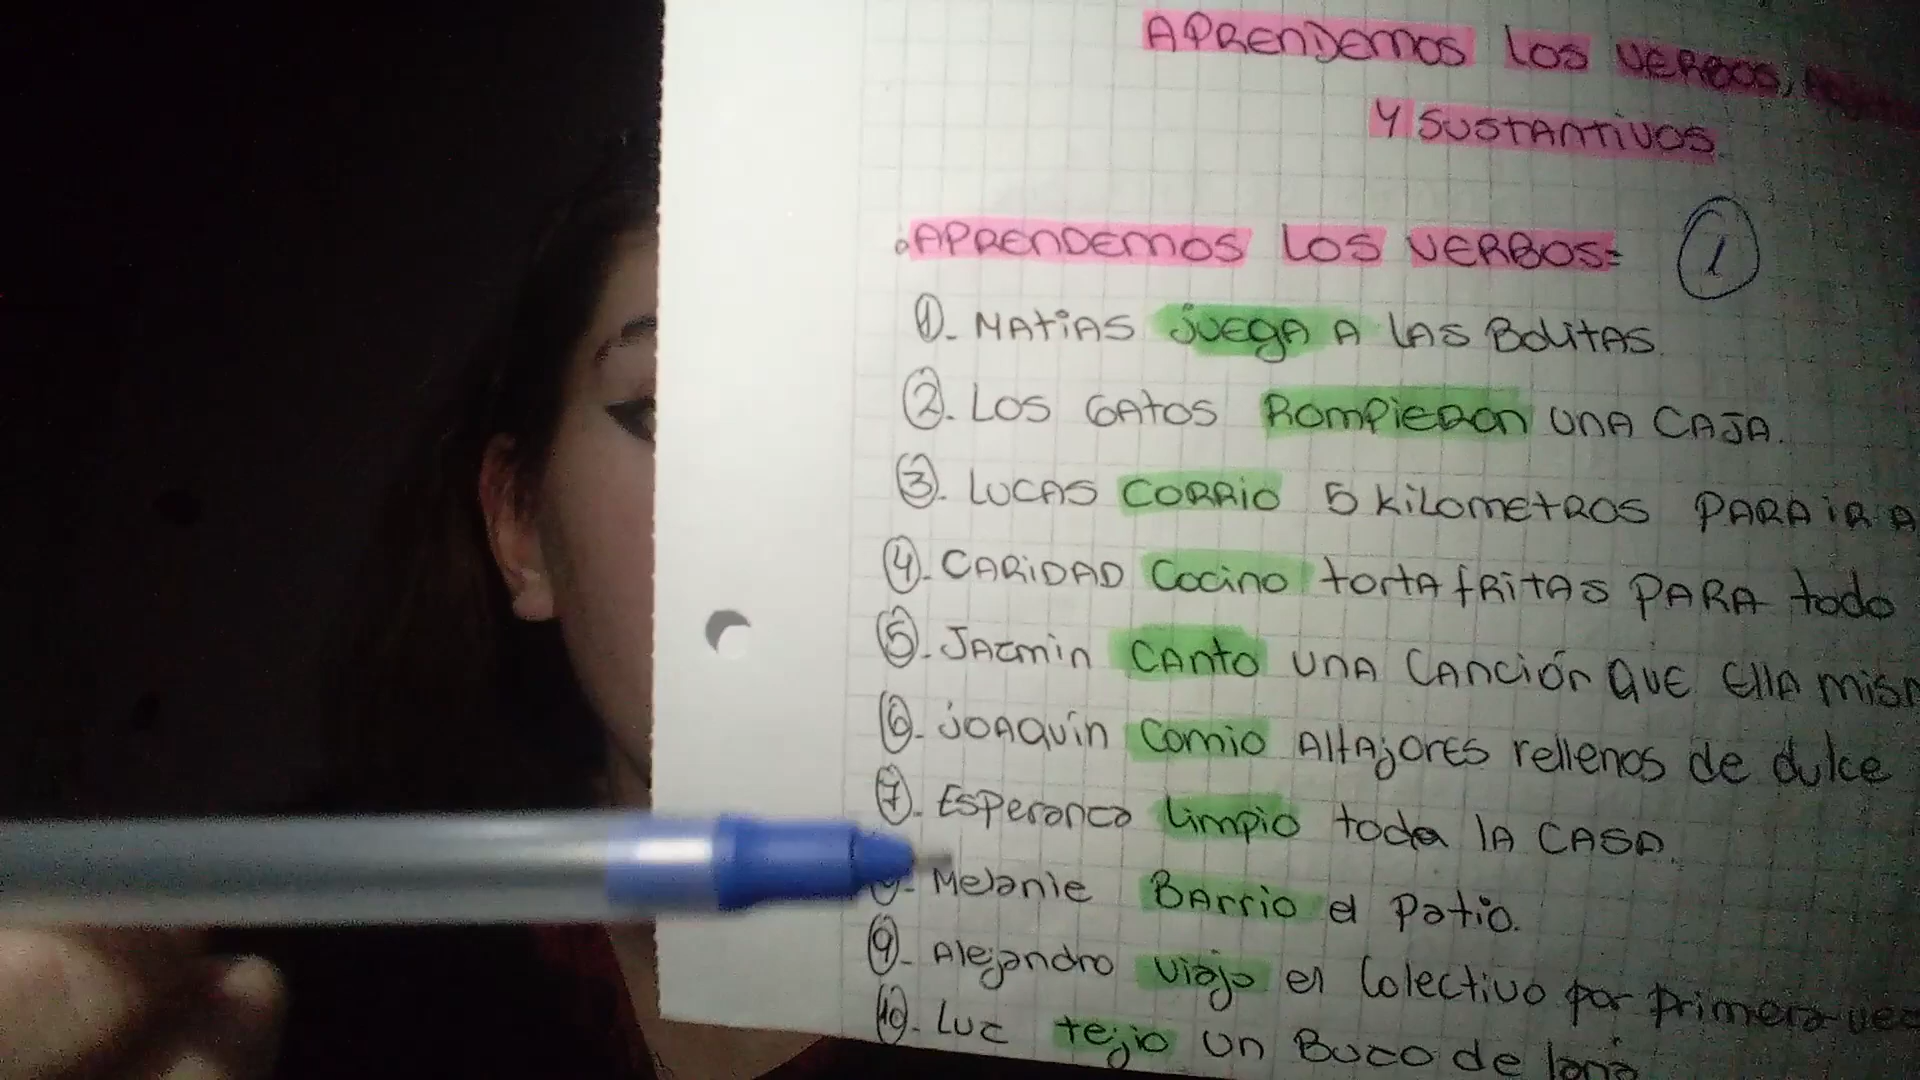 APRENDEMOS LOS VERBOS,
Y SUSTANTIVOS.
APRENDEMOS LOS VERBOS= 1
1. MATIAS JUEGA A LAS BOLITAS.
2. LOS GATOS ROMPIERON UNA CAJA.
3. LUCAS CORRIO 5 KILOMETROS PARA IR A
4. CARIDAD COCINO TORTA FRITAS PARA TODO
5. JAZMIN CANTO UNA CANCIÓN QUE ELLA
6. JOAQUÍN COMIO ALFAJORES rellenos de dulce
7. Esperanza limpio toda LA CASA.
Melanie BArrio el patio.
9. Alejandro viajo en Colectivo por primera vez
10. Luz tejio un Buzo de lana